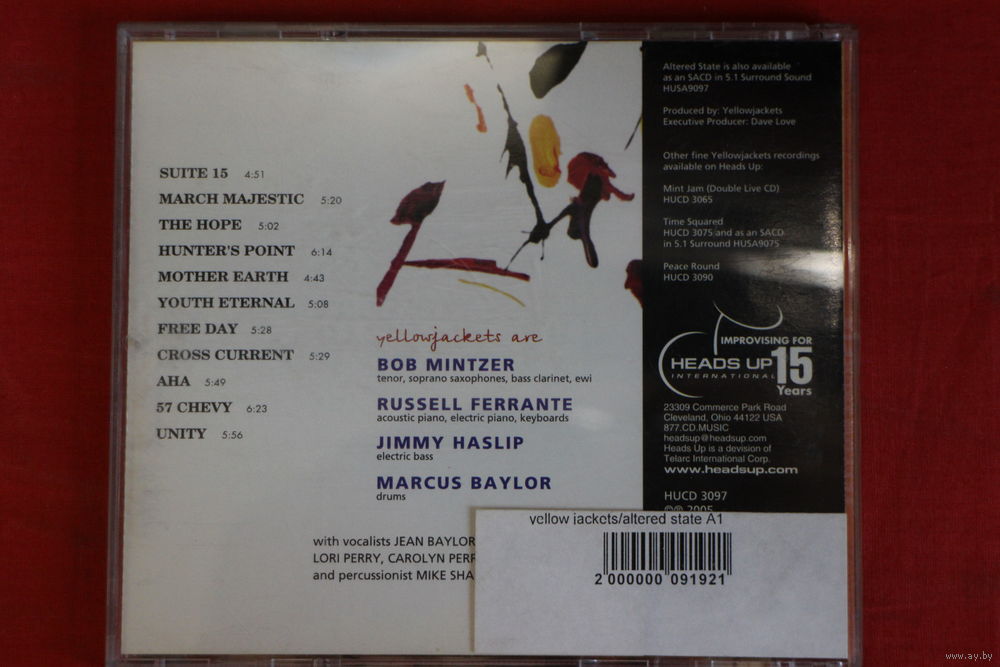 SUITE 15 4:51
MARCH MAJESTIC 5:20
THE HOPE 5:02
HUNTER'S POINT 6:14
MOTHER EARTH 4:43
YOUTH ETERNAL 5:08
FREE DAY 5:28
CROSS CURRENT 5:29
AHA 5:49
57 CHEVY 6:23
UNITY 5:56
yellowjackets are
BOB MINTZER
tenor, soprano saxophones, bass clarinet, ewi
RUSSELL FERRANTE
acoustic piano, electric piano, keyboards
JIMMY HASLIP
electric bass
MARCUS BAYLOR
drums
with vocalists JEAN BAYLOR
LORI PERRY, CAROLYN PERR
and percussionist MIKE SHA
Altered State is also available
as an SACD in 5.1 Surround Sound
HUSA9097
Produced by: Yellowjackets
Executive Producer: Dave Love
Other fine Yellowjackets recordings
available on Heads Up:
Mint Jam (Double Live CD)
HUCD 3065
Time Squared
HUCD 3075 and as an SACD
in 5.1 Surround HUSA9075
Peace Round
HUCD 3090
IMPROVISING FOR
HEADS UP 15
INTERNATIONAL Years
23309 Commerce Park Road
Cleveland, Ohio 44122 USA
877.CD.MUSIC
headsup@headsup.com
Heads Up is a division of
Telarc International Corp.
www.headsup.com
HUCD 3097
©℗ 2005
yellow jackets/altered state A1
2 000000 091921
www.ay.by